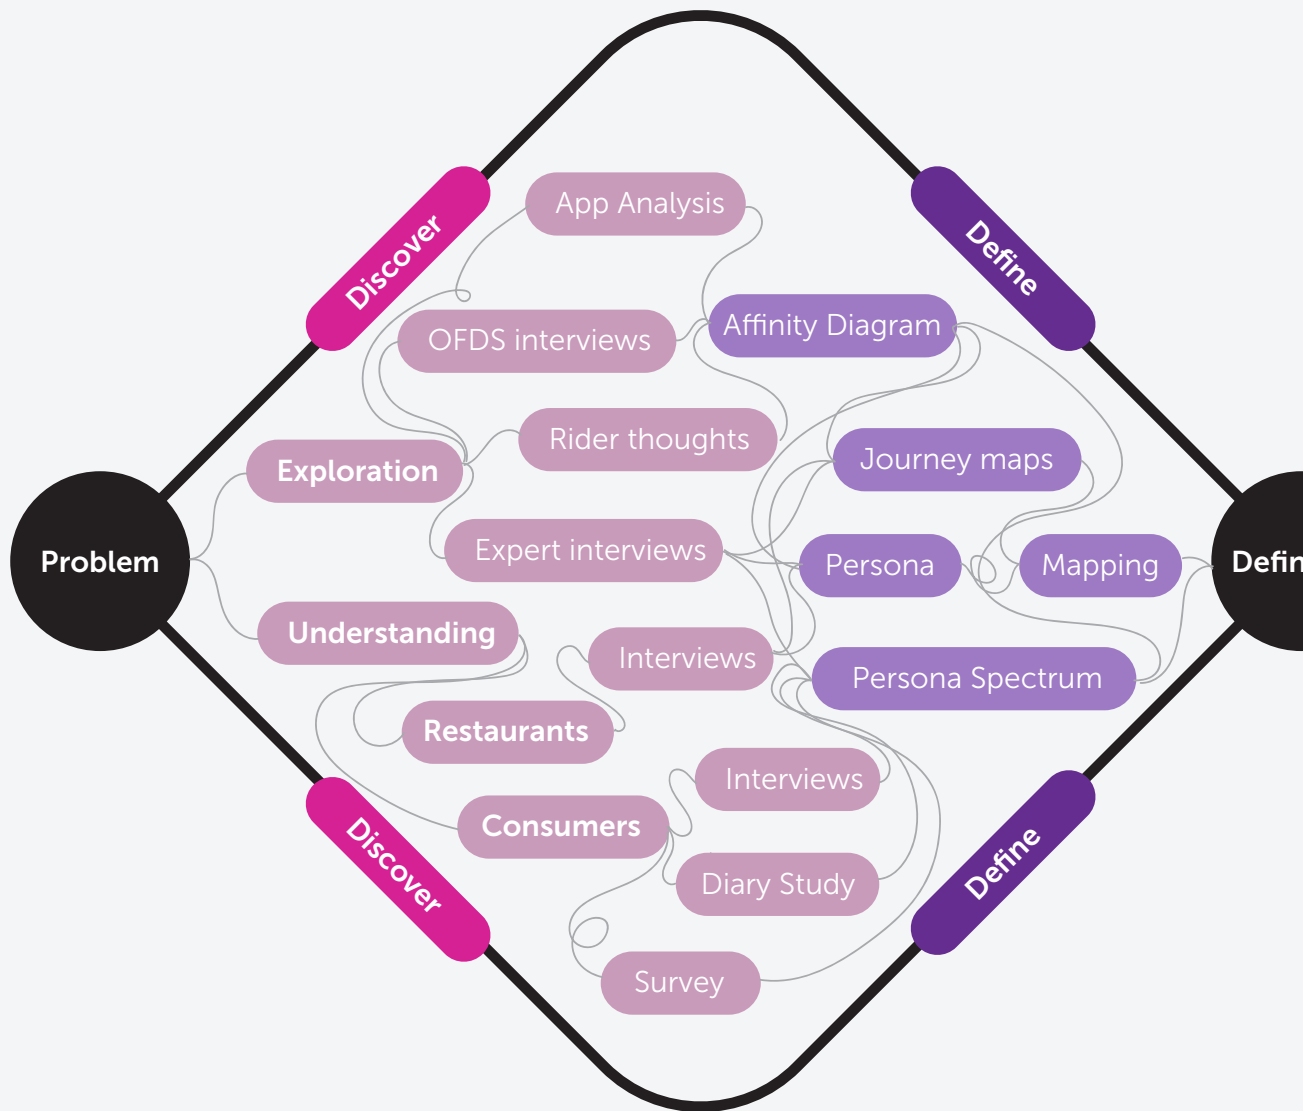 Discover
Define
App Analysis
OFDS interviews
Affinity Diagram
Rider thoughts
Exploration
Journey maps
Problem
Expert interviews
Persona
Mapping
Defin
Understanding
Interviews
Persona Spectrum
Restaurants
Interviews
Consumers
Diary Study
Survey
Discover
Define